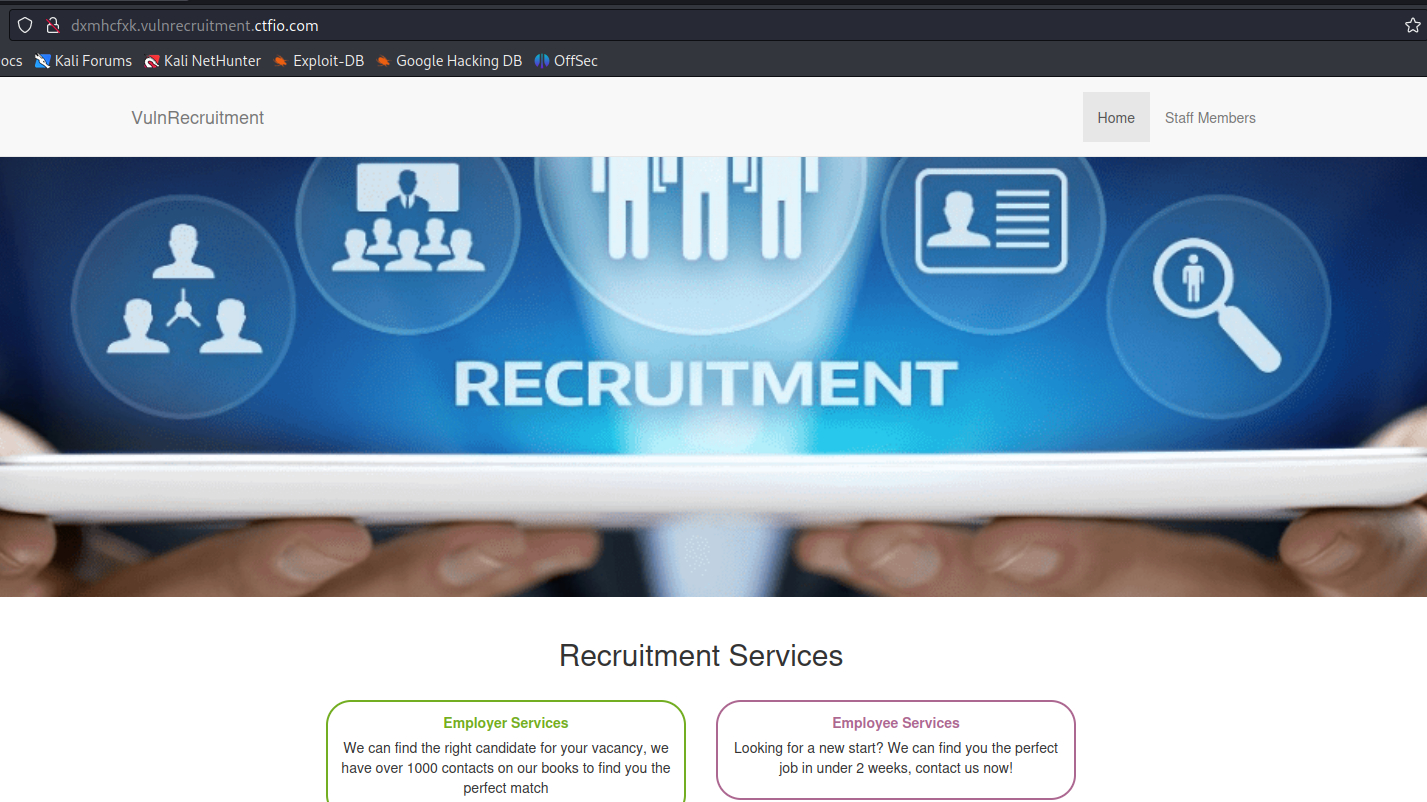 dxmhcfxk.vulnrecruitment.ctfio.com
ocs Kali Forums Kali NetHunter Exploit-DB Google Hacking DB OffSec
VulnRecruitment Home Staff Members
RECRUITMENT
Recruitment Services
Employer Services
We can find the right candidate for your vacancy, we
have over 1000 contacts on our books to find you the
perfect match
Employee Services
Looking for a new start? We can find you the perfect
job in under 2 weeks, contact us now!